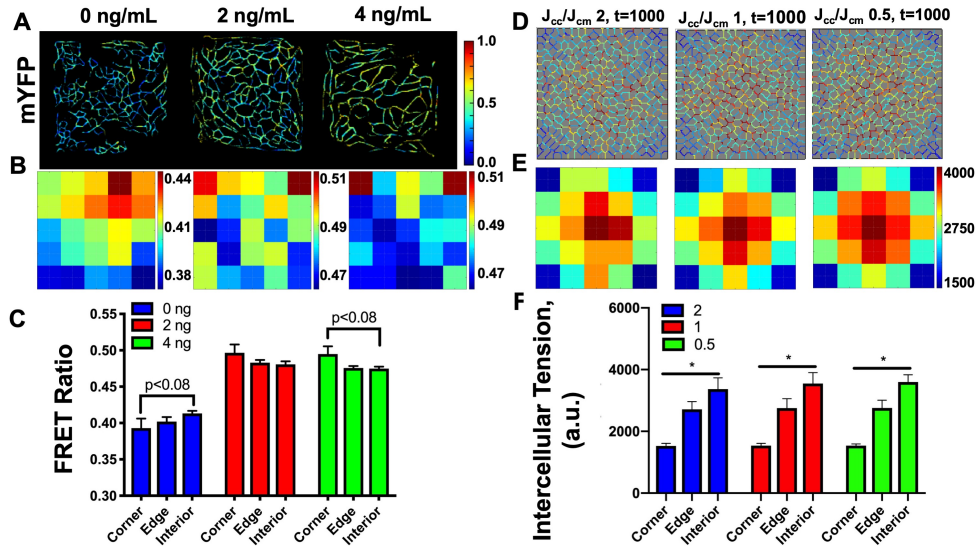 A
0 ng/mL
2 ng/mL
4 ng/mL
mYFP
1.0
0.5
0.0
B
0.44
0.41
0.38
0.51
0.49
0.47
0.51
0.49
0.47
C
0 ng
2 ng
4 ng
FRET Ratio
0.55
0.50
0.45
0.40
0.35
0.30
p<0.08
p<0.08
Corner
Edge
Interior
Corner
Edge
Interior
Corner
Edge
Interior
D
Jcc/Jcm 2, t=1000
Jcc/Jcm 1, t=1000
Jcc/Jcm 0.5, t=1000
E
4000
2750
1500
F
2
1
0.5
Intercellular Tension,
(a.u.)
6000
4000
2000
0
*
*
*
Corner
Edge
Interior
Corner
Edge
Interior
Corner
Edge
Interior